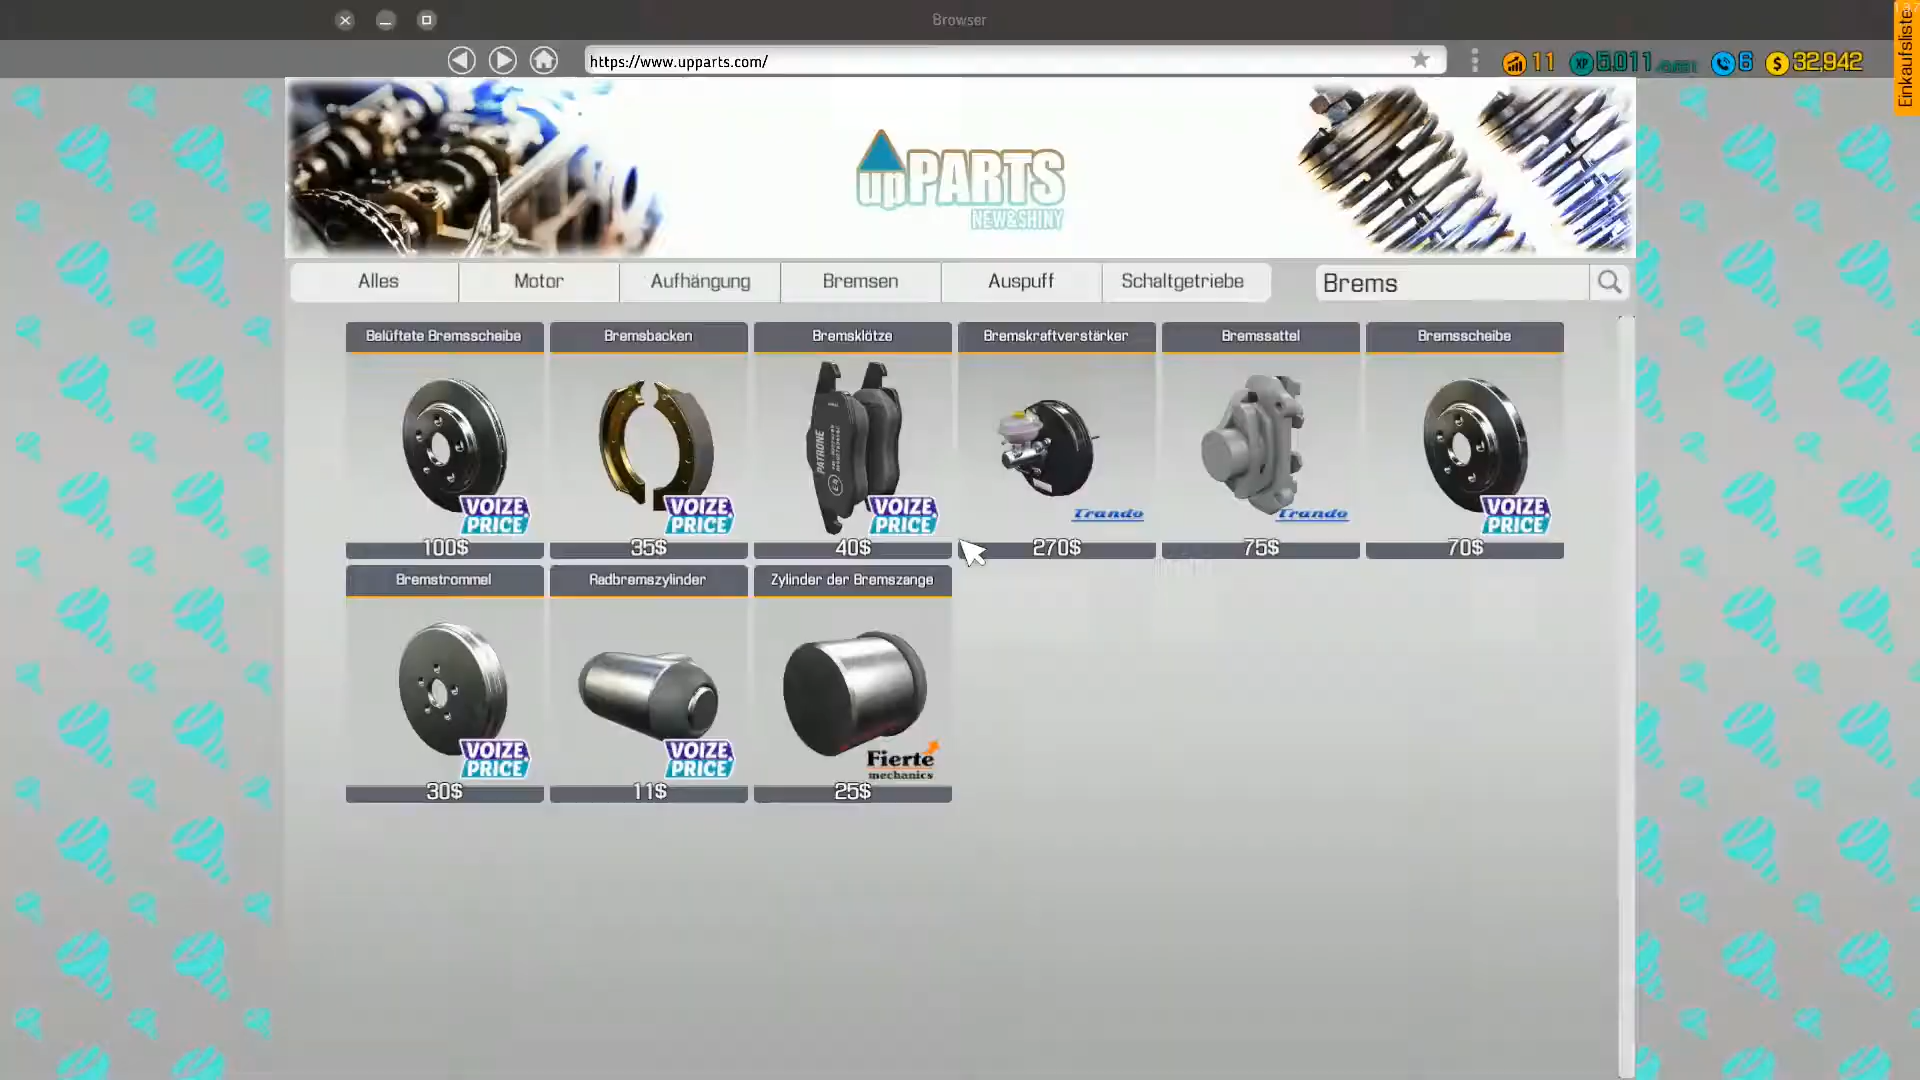 Browser
https://www.upparts.com/
11
5,011
6
32,942
Einkaufsliste
upPARTS
NEW&SHINY
Alles
Motor
Aufhängung
Bremsen
Auspuff
Schaltgetriebe
Brems
Belüftete Bremsscheibe
Bremsbacken
Bremsklötze
Bremskraftverstärker
Bremssattel
Bremsscheibe
VOIZE PRICE
VOIZE PRICE
PATRONE
VOIZE PRICE
Trando
Trando
VOIZE PRICE
100$
35$
40$
270$
75$
70$
Bremstrommel
Radbremszylinder
Zylinder der Bremszange
VOIZE PRICE
VOIZE PRICE
Fierte
mechanics
30$
11$
25$